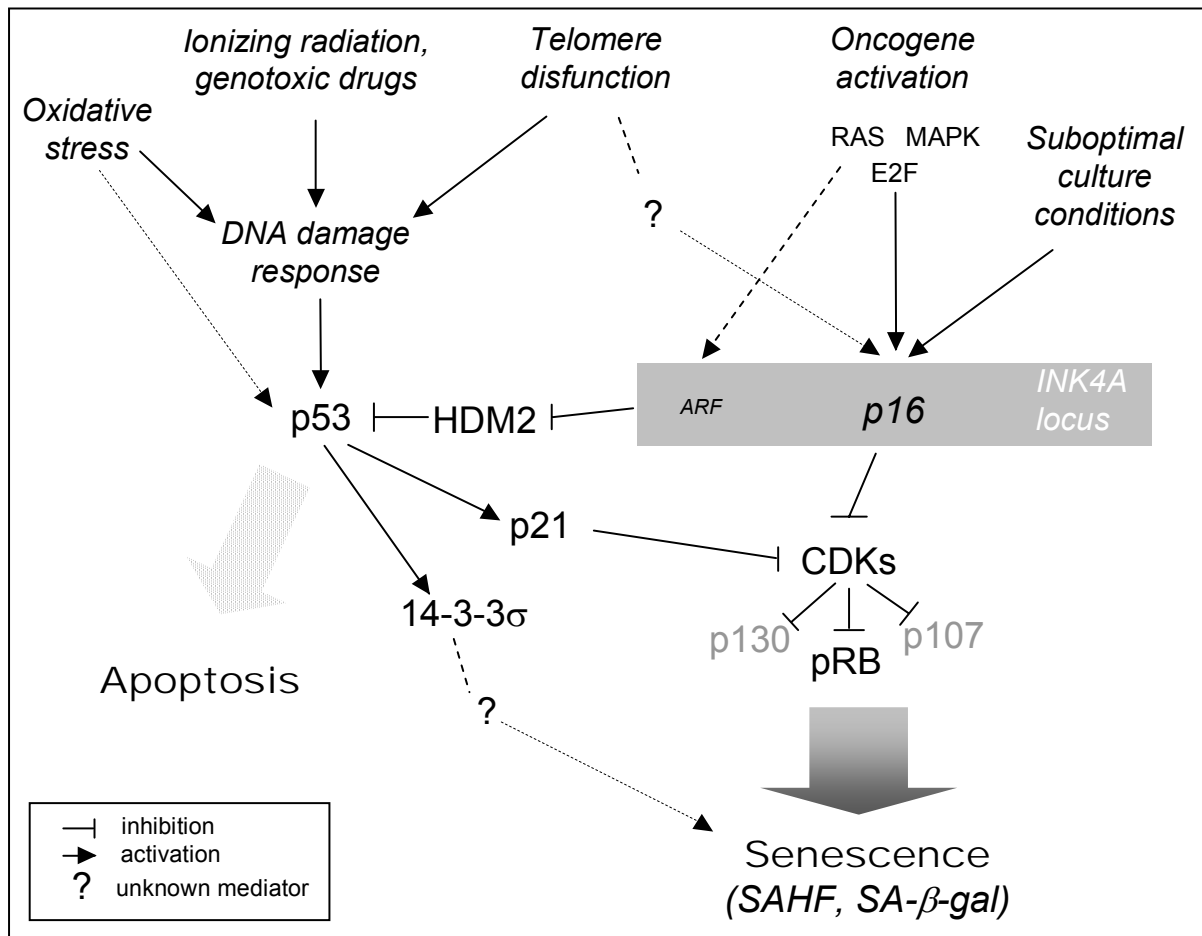 Ionizing radiation,
genotoxic drugs
Telomere
disfunction
Oncogene
activation
Oxidative
stress
RAS MAPK
E2F
Suboptimal
culture
conditions
?
DNA damage
response
INK4A
locus
p53
HDM2
ARF
p16
p21
CDKs
14-3-3σ
p130
p107
pRB
Apoptosis
?
inhibition
activation
? unknown mediator
Senescence
(SAHF, SA-β-gal)